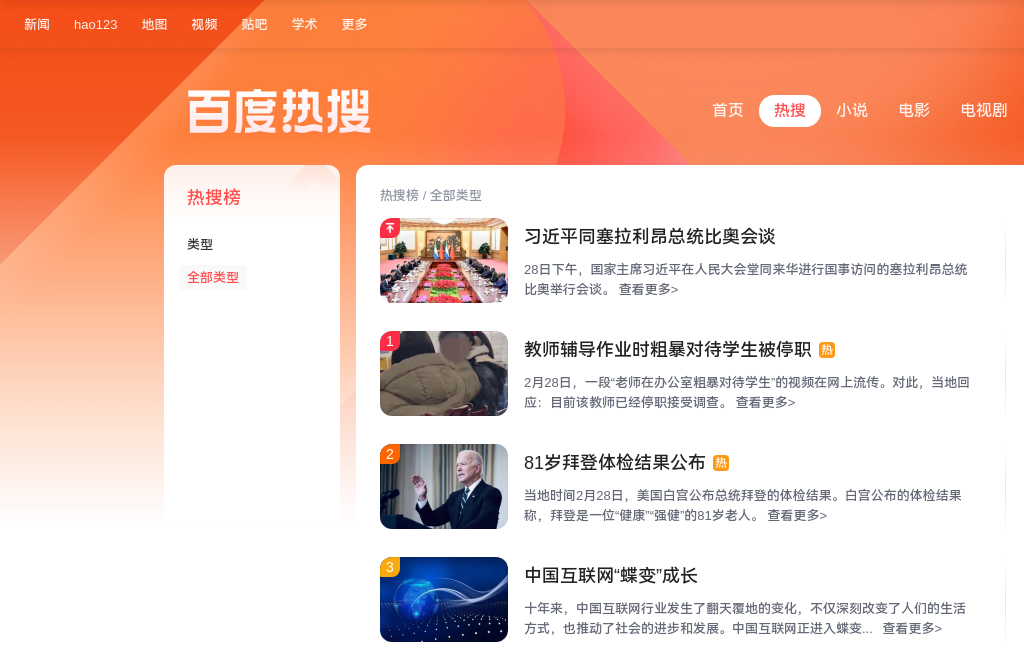 新闻 hao123 地图 视频 贴吧 学术 更多
百度热搜
首页 热搜 小说 电影 电视剧
热搜榜
类型
全部类型
热搜榜 / 全部类型
习近平同塞拉利昂总统比奥会谈
28日下午，国家主席习近平在人民大会堂同来华进行国事访问的塞拉利昂总统
比奥举行会谈。 查看更多>
1
教师辅导作业时粗暴对待学生被停职 热
2月28日，一段“老师在办公室粗暴对待学生”的视频在网上流传。对此，当地回
应：目前该教师已经停职接受调查。 查看更多>
2
81岁拜登体检结果公布 热
当地时间2月28日，美国白宫公布总统拜登的体检结果。白宫公布的体检结果
称，拜登是一位“健康”“强健”的81岁老人。 查看更多>
3
中国互联网“蝶变”成长
十年来，中国互联网行业发生了翻天覆地的变化，不仅深刻改变了人们的生活
方式，也推动了社会的进步和发展。中国互联网正进入蝶变... 查看更多>